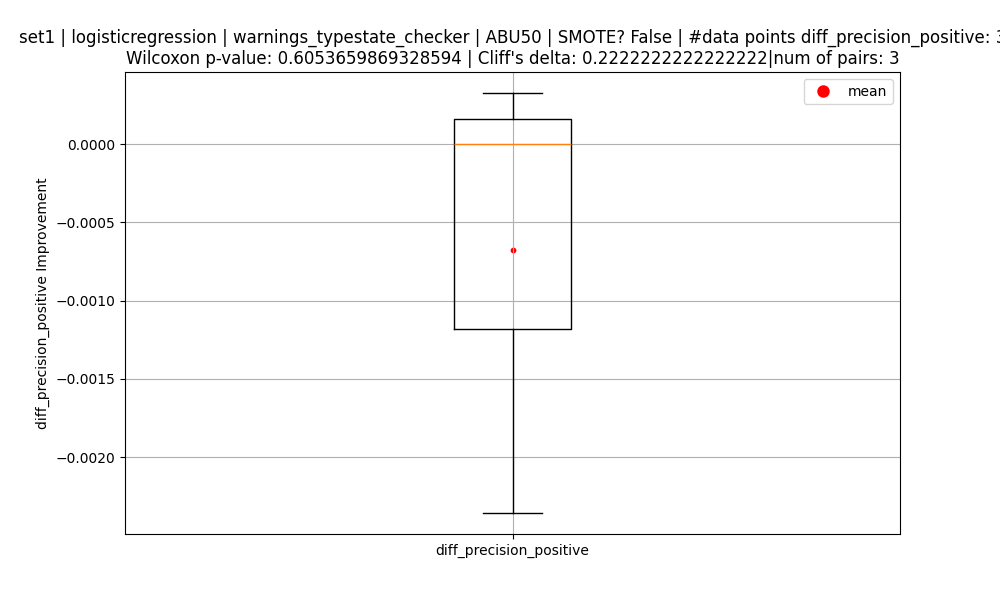 set1 | logisticregression | warnings_typestate_checker | ABU50 | SMOTE? False | #data points diff_precision_positive: 3
Wilcoxon p-value: 0.6053659869328594 | Cliff's delta: 0.2222222222222222|num of pairs: 3
mean
0.0000
−0.0005
−0.0010
−0.0015
−0.0020
diff_precision_positive Improvement
diff_precision_positive